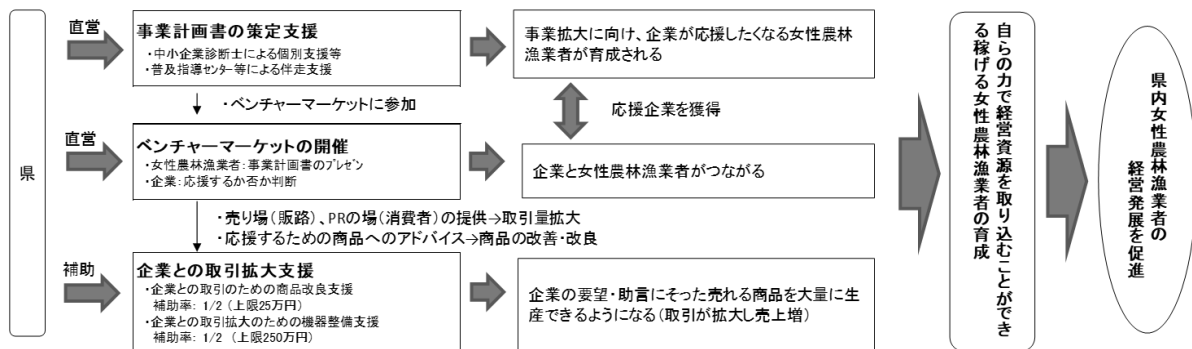 県
直営
事業計画書の策定支援
・中小企業診断士による個別支援等
・普及指導センター等による伴走支援
事業拡大に向け、企業が応援したくなる女性農林
漁業者が育成される
・ベンチャーマーケットに参加
応援企業を獲得
直営
ベンチャーマーケットの開催
・女性農林漁業者：事業計画書のプレゼン
・企業：応援するか否か判断
企業と女性農林漁業者がつながる
・売り場（販路）、PRの場（消費者）の提供→取引量拡大
・応援するための商品へのアドバイス→商品の改善・改良
補助
企業との取引拡大支援
・企業との取引のための商品改良支援
補助率：1/2（上限25万円）
・企業との取引拡大のための機器整備支援
補助率：1/2（上限250万円）
企業の要望・助言にそった売れる商品を大量に生
産できるようになる（取引が拡大し売上増）
自らの力で経営資源を取り込むことができ
る稼げる女性農林漁業者の育成
県内女性農林漁業者の
経営発展を促進